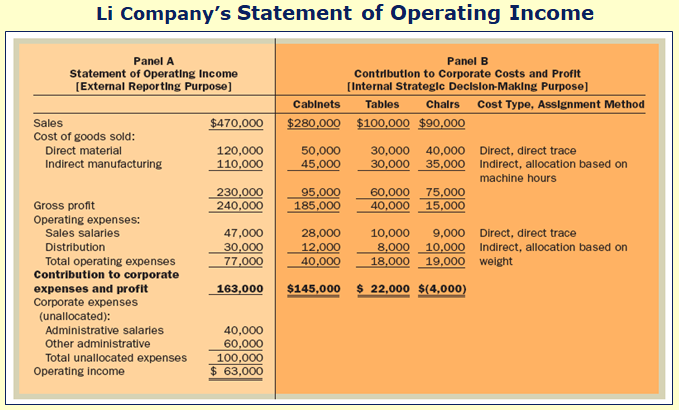 Li Company's Statement of Operating Income
Panel A
Statement of Operating Income
[External Reporting Purpose]
Panel B
Contribution to Corporate Costs and Profit
[Internal Strategic Decision-Making Purpose]
Cabinets Tables Chairs Cost Type, Assignment Method
Sales $470,000 $280,000 $100,000 $90,000
Cost of goods sold:
Direct material 120,000 50,000 30,000 40,000 Direct, direct trace
Indirect manufacturing 110,000 45,000 30,000 35,000 Indirect, allocation based on
machine hours
230,000 95,000 60,000 75,000
Gross profit 240,000 185,000 40,000 15,000
Operating expenses:
Sales salaries 47,000 28,000 10,000 9,000 Direct, direct trace
Distribution 30,000 12,000 8,000 10,000 Indirect, allocation based on
Total operating expenses 77,000 40,000 18,000 19,000 weight
Contribution to corporate
expenses and profit 163,000 $145,000 $ 22,000 $(4,000)
Corporate expenses
(unallocated):
Administrative salaries 40,000
Other administrative 60,000
Total unallocated expenses 100,000
Operating income $ 63,000